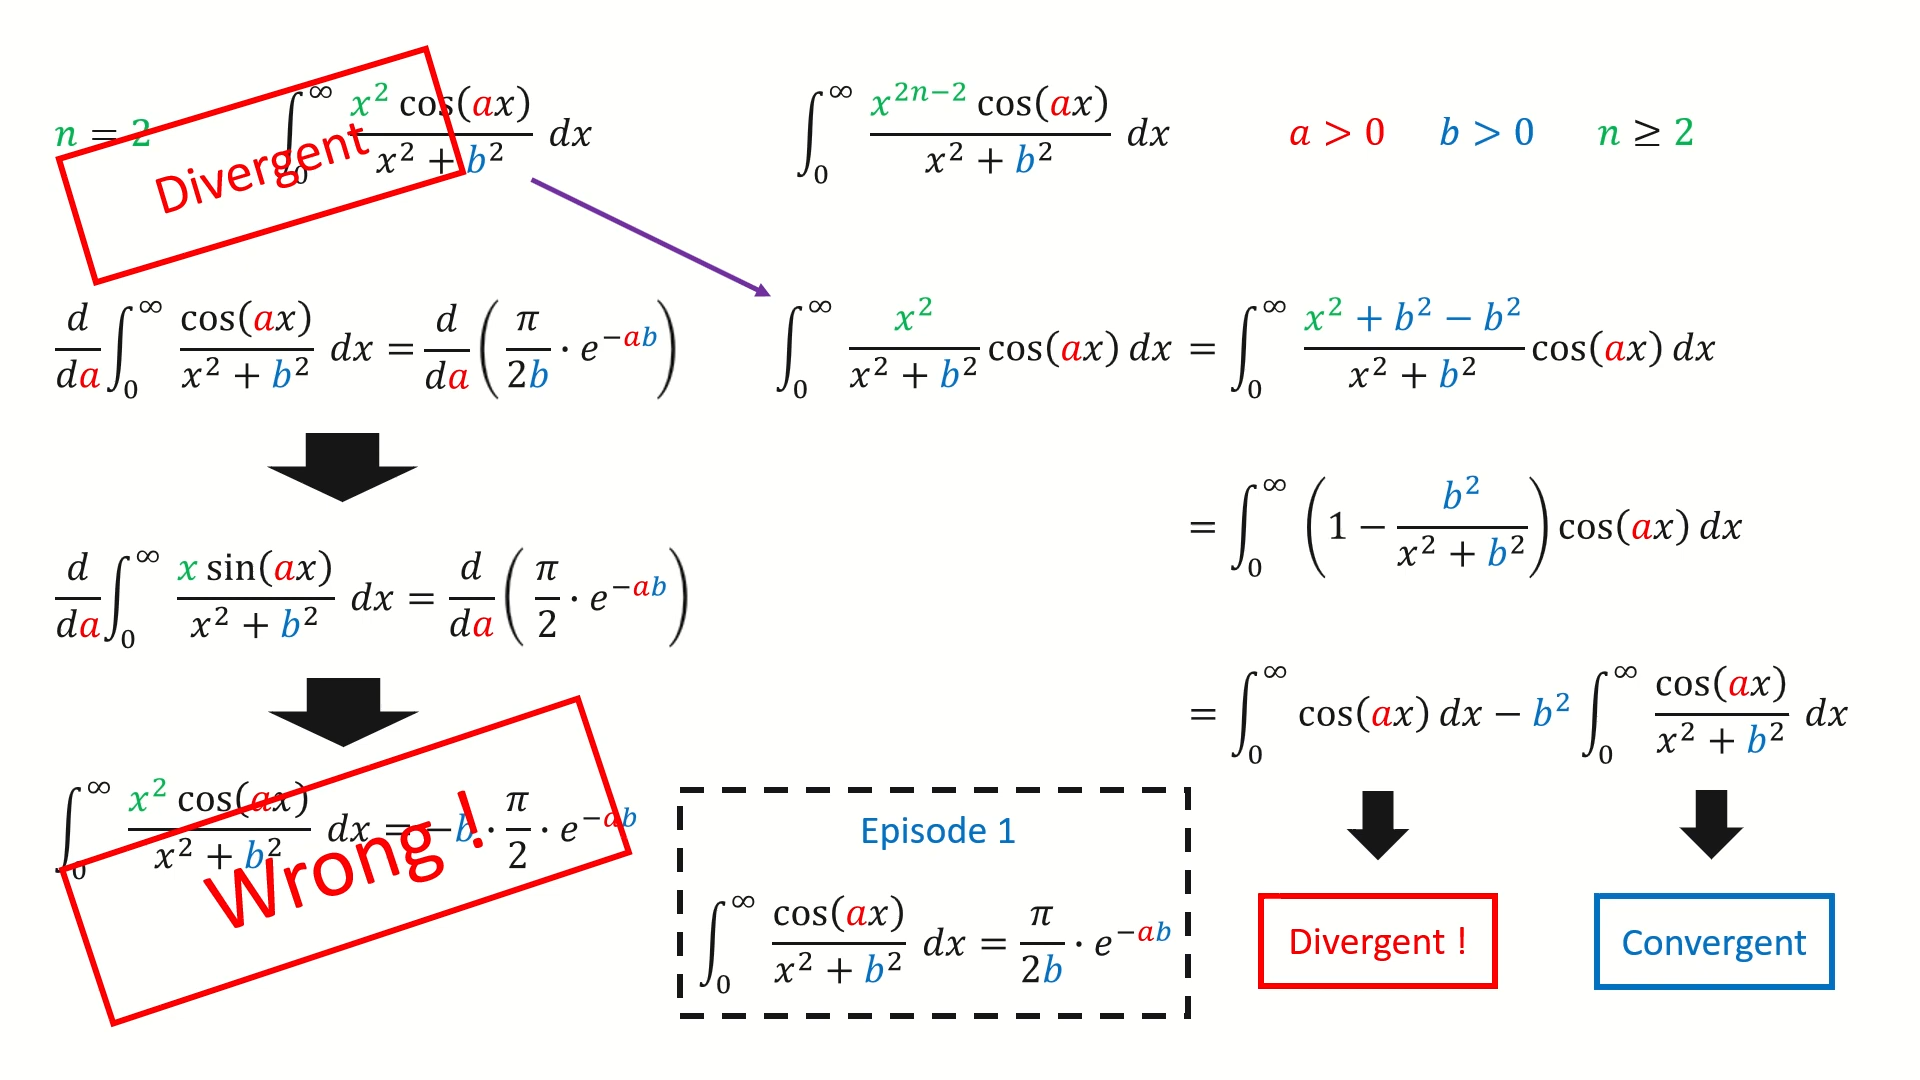 n = 2
∫₀^∞ x² cos(ax) / (x² + b²) dx
Divergent
∫₀^∞ x²ⁿ⁻² cos(ax) / (x² + b²) dx
a > 0 b > 0 n ≥ 2
d/da ∫₀^∞ cos(ax) / (x² + b²) dx = d/da (π/2b · e^−ab)
∫₀^∞ x² / (x² + b²) cos(ax) dx = ∫₀^∞ (x² + b² − b²) / (x² + b²) cos(ax) dx
= ∫₀^∞ (1 − b² / (x² + b²)) cos(ax) dx
d/da ∫₀^∞ x sin(ax) / (x² + b²) dx = d/da (π/2 · e^−ab)
= ∫₀^∞ cos(ax) dx − b² ∫₀^∞ cos(ax) / (x² + b²) dx
∫₀^∞ x² cos(ax) / (x² + b²) dx = −b · π/2 · e^−ab
Wrong !
Episode 1
∫₀^∞ cos(ax) / (x² + b²) dx = π/2b · e^−ab
Divergent !
Convergent